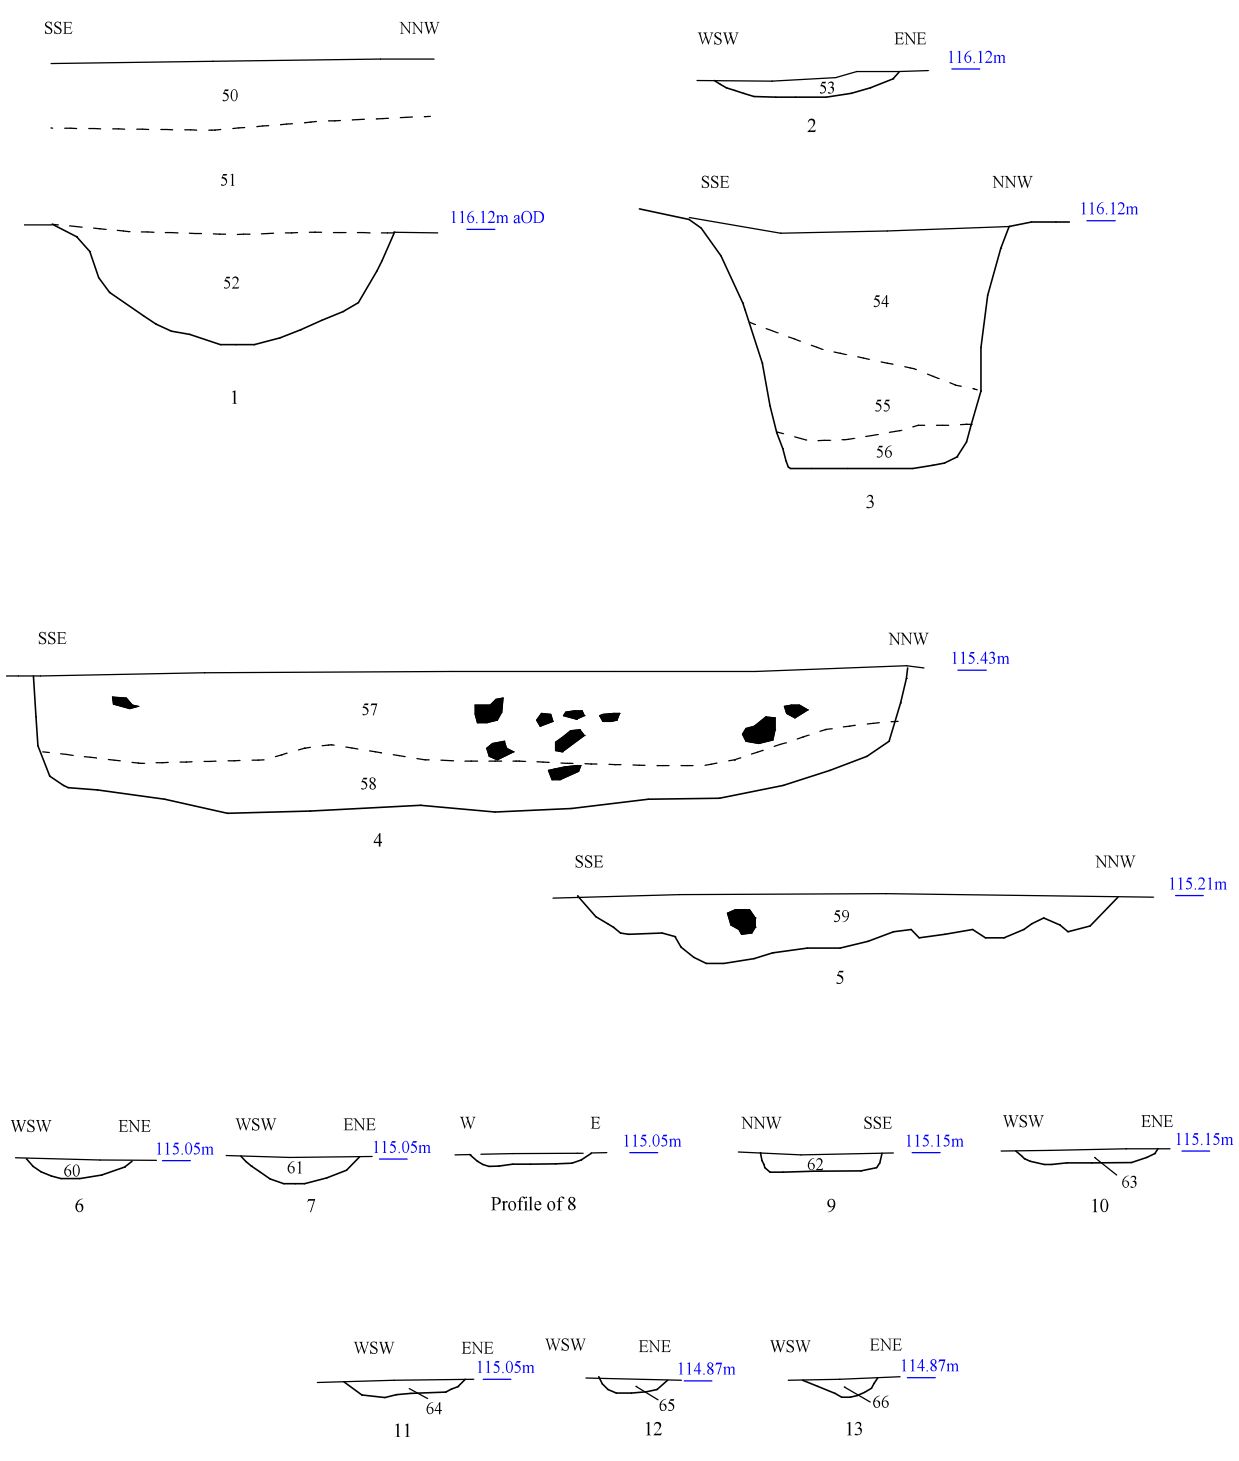 SSE NNW
50
51
116.12m aOD
52
1
WSW ENE
116.12m
53
2
SSE NNW
116.12m
54
55
56
3
SSE NNW
115.43m
57
58
4
SSE NNW
115.21m
59
5
WSW ENE
115.05m
60
6
WSW ENE
115.05m
61
7
W E
115.05m
Profile of 8
NNW SSE
115.15m
62
9
WSW ENE
115.15m
63
10
WSW ENE
115.05m
64
11
WSW ENE
114.87m
65
12
WSW ENE
114.87m
66
13